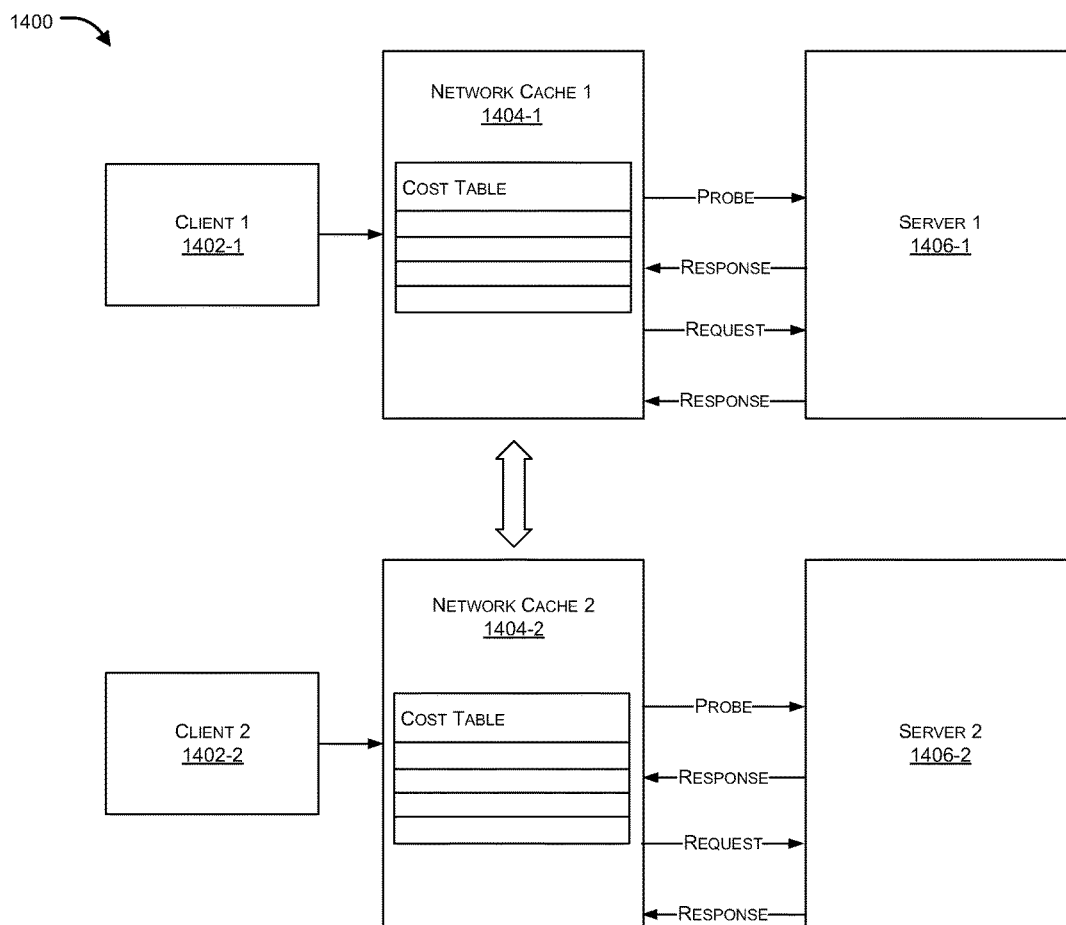 1400
NETWORK CACHE 1
1404-1
COST TABLE
CLIENT 1
1402-1
PROBE
RESPONSE
REQUEST
RESPONSE
SERVER 1
1406-1
NETWORK CACHE 2
1404-2
COST TABLE
CLIENT 2
1402-2
PROBE
RESPONSE
REQUEST
RESPONSE
SERVER 2
1406-2